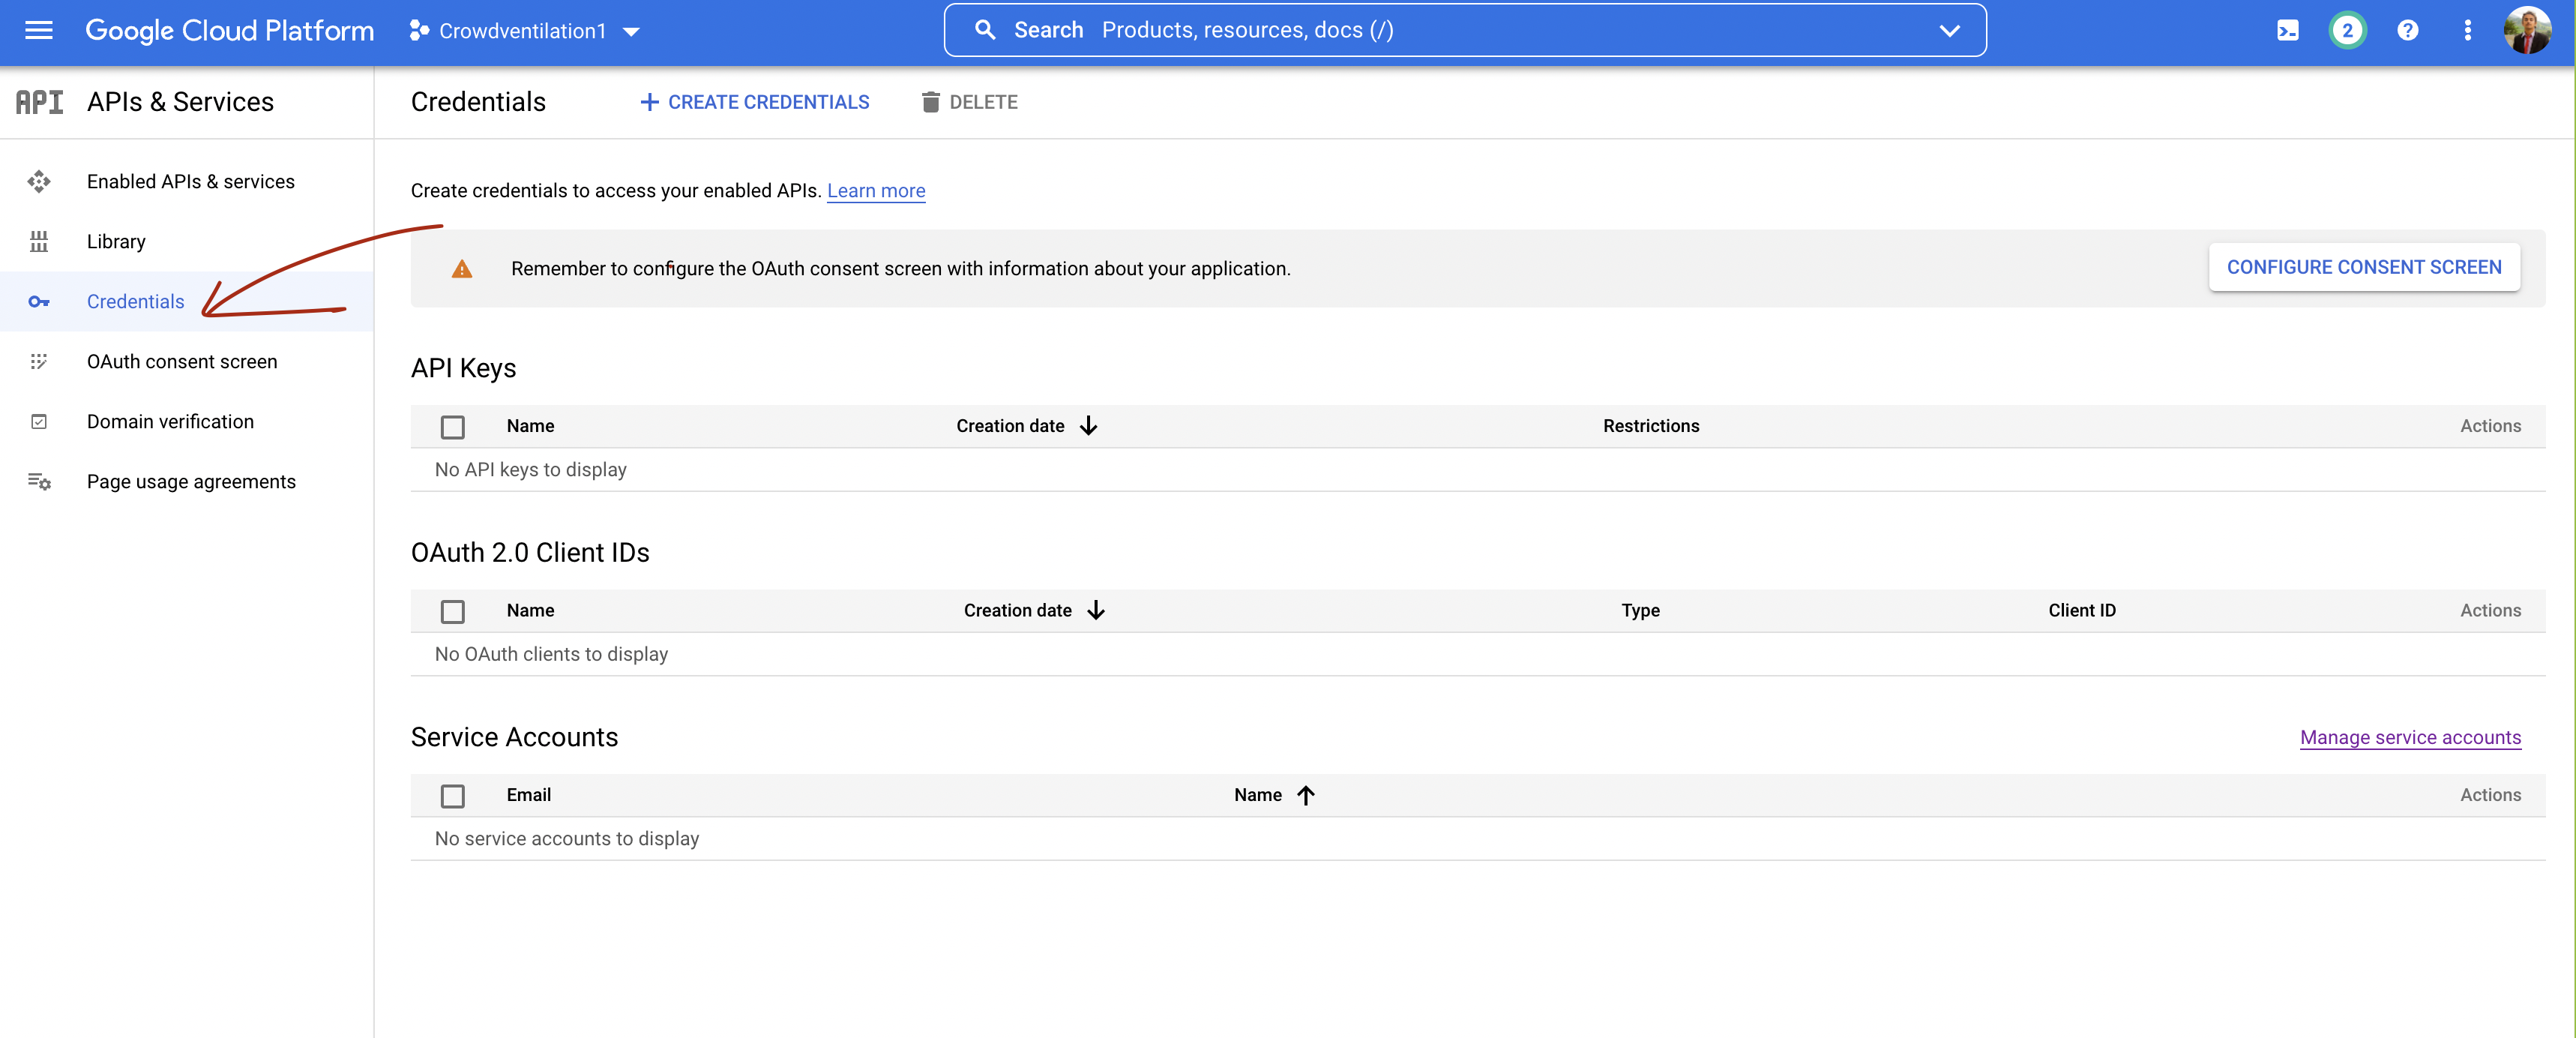 Google Cloud Platform
Crowdventilation1
Search Products, resources, docs (/)
2
?
API APIs & Services
Credentials
+ CREATE CREDENTIALS
DELETE
Enabled APIs & services
Library
Credentials
OAuth consent screen
Domain verification
Page usage agreements
Create credentials to access your enabled APIs. Learn more
Remember to configure the OAuth consent screen with information about your application.
CONFIGURE CONSENT SCREEN
API Keys
Name Creation date Restrictions Actions
No API keys to display
OAuth 2.0 Client IDs
Name Creation date Type Client ID Actions
No OAuth clients to display
Service Accounts
Manage service accounts
Email Name Actions
No service accounts to display